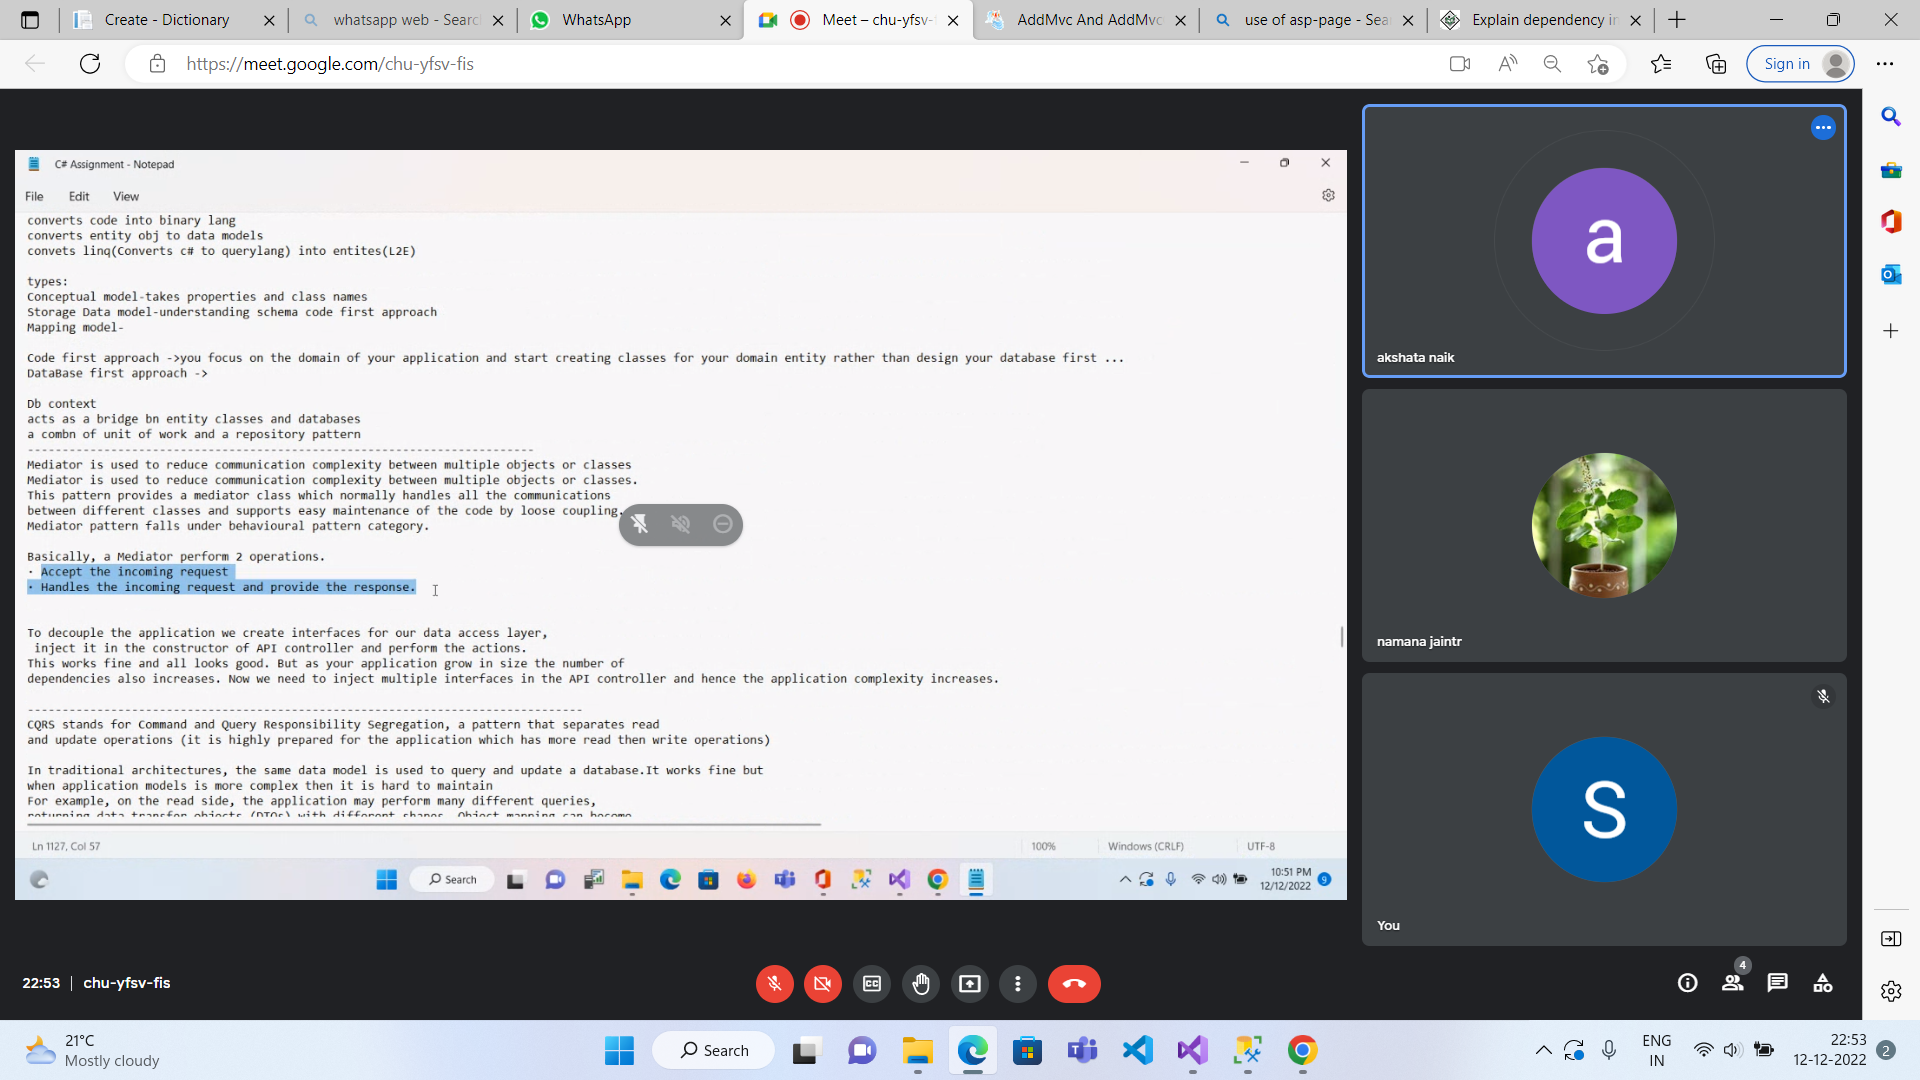 Create - Dictionary
whatsapp web - Searc
WhatsApp
Meet – chu-yfsv-
AddMvc And AddMvc
use of asp-page - Sea
Explain dependency in
https://meet.google.com/chu-yfsv-fis
Sign in
C# Assignment - Notepad
File Edit View
converts code into binary lang
converts entity obj to data models
convets linq(Converts c# to querylang) into entites(L2E)
types:
Conceptual model-takes properties and class names
Storage Data model-understanding schema code first approach
Mapping model-
Code first approach ->you focus on the domain of your application and start creating classes for your domain entity rather than design your database first ...
DataBase first approach ->
Db context
acts as a bridge bn entity classes and databases
a combn of unit of work and a repository pattern
-------------------------------------------------------------------------
Mediator is used to reduce communication complexity between multiple objects or classes
Mediator is used to reduce communication complexity between multiple objects or classes.
This pattern provides a mediator class which normally handles all the communications
between different classes and supports easy maintenance of the code by loose coupling.
Mediator pattern falls under behavioural pattern category.
Basically, a Mediator perform 2 operations.
· Accept the incoming request
· Handles the incoming request and provide the response.
To decouple the application we create interfaces for our data access layer,
inject it in the constructor of API controller and perform the actions.
This works fine and all looks good. But as your application grow in size the number of
dependencies also increases. Now we need to inject multiple interfaces in the API controller and hence the application complexity increases.
--------------------------------------------------------------------------------
CQRS stands for Command and Query Responsibility Segregation, a pattern that separates read
and update operations (it is highly prepared for the application which has more read then write operations)
In traditional architectures, the same data model is used to query and update a database.It works fine but
when application models is more complex then it is hard to maintain
For example, on the read side, the application may perform many different queries,
returning data transfer objects (DTOs) with different shapes. Object mapping can become
Ln 1127, Col 57
100%
Windows (CRLF)
UTF-8
Search
10:51 PM
12/12/2022
9
a
akshata naik
namana jaintr
S
You
22:53 | chu-yfsv-fis
4
21°C
Mostly cloudy
Search
ENG
IN
22:53
12-12-2022
2